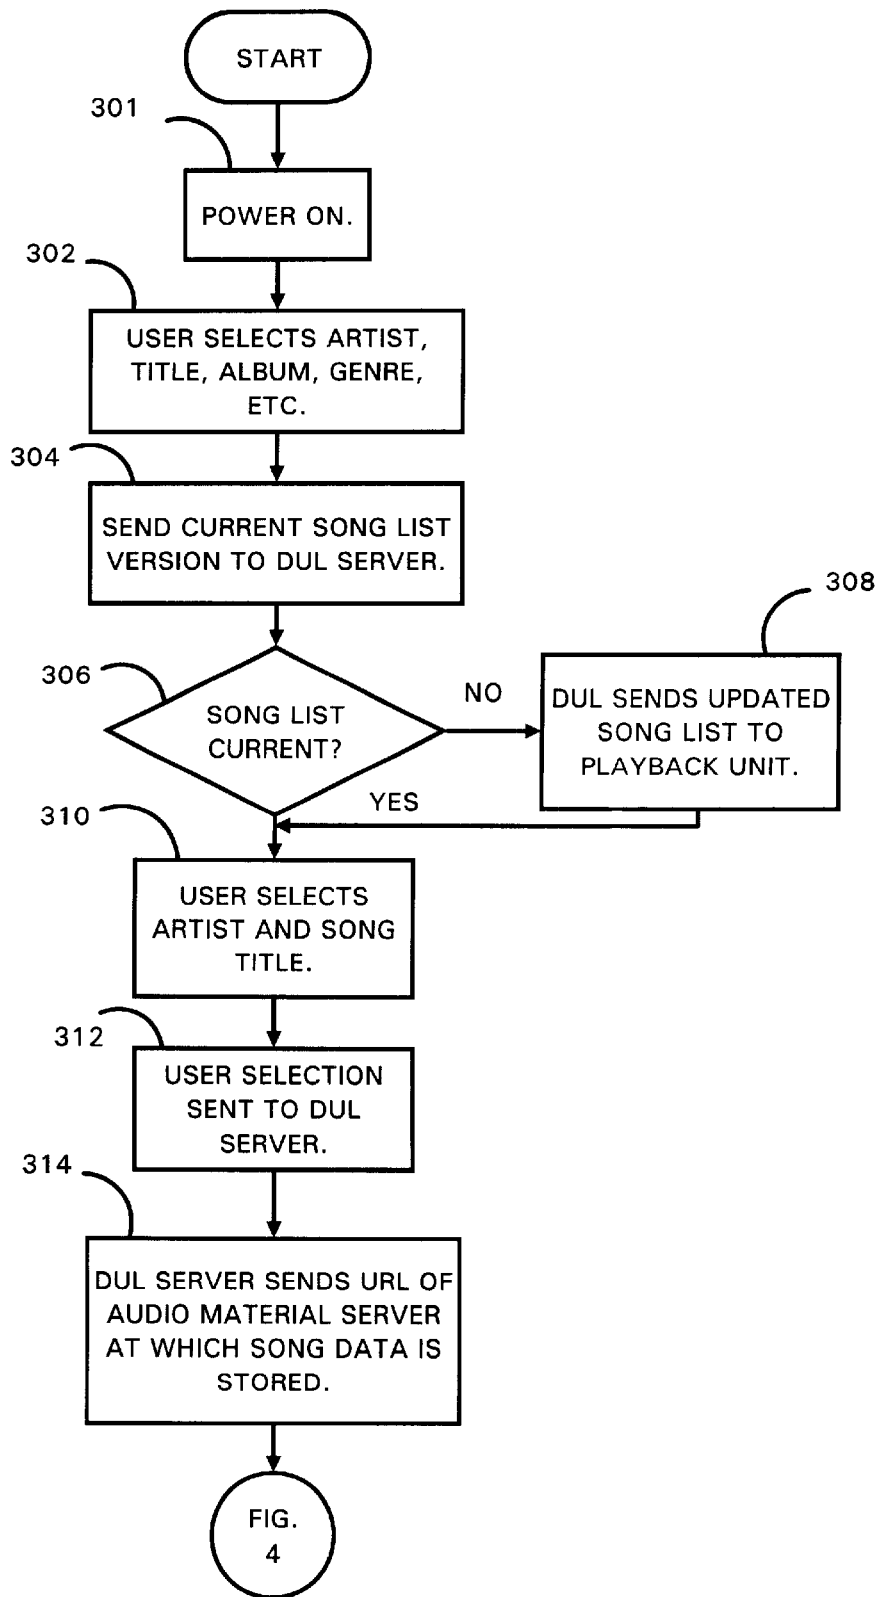 START
301
POWER ON.
302
USER SELECTS ARTIST,
TITLE, ALBUM, GENRE,
ETC.
304
SEND CURRENT SONG LIST
VERSION TO DUL SERVER.
306
SONG LIST
CURRENT?
NO
308
DUL SENDS UPDATED
SONG LIST TO
PLAYBACK UNIT.
YES
310
USER SELECTS
ARTIST AND SONG
TITLE.
312
USER SELECTION
SENT TO DUL
SERVER.
314
DUL SERVER SENDS URL OF
AUDIO MATERIAL SERVER
AT WHICH SONG DATA IS
STORED.
FIG.
4